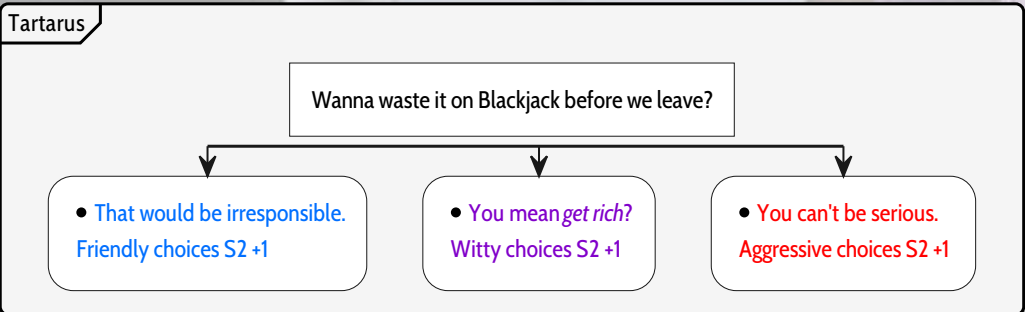 Tartarus
Wanna waste it on Blackjack before we leave?
• That would be irresponsible.
Friendly choices S2 +1
• You mean get rich?
Witty choices S2 +1
• You can't be serious.
Aggressive choices S2 +1